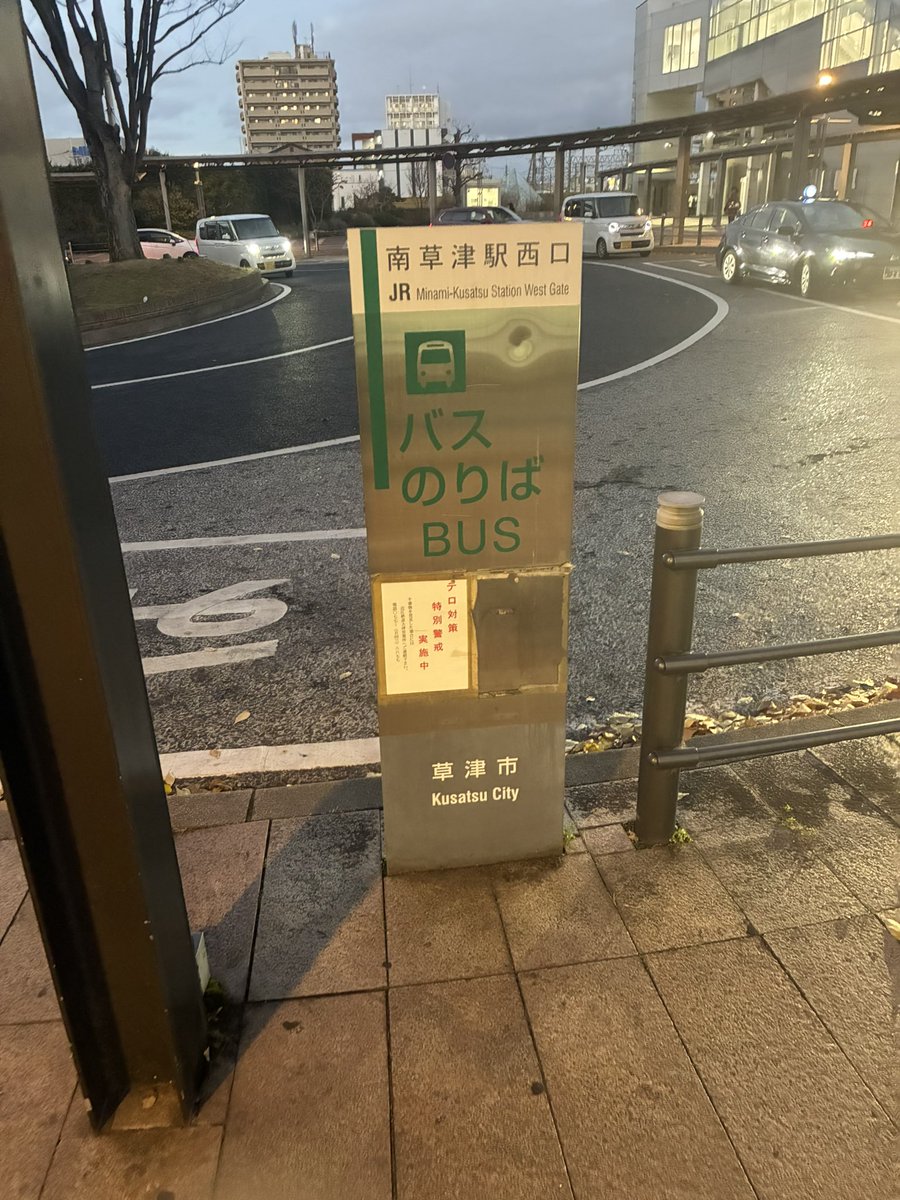 南草津駅西口
JR Minami-Kusatsu Station West Gate
バス
のりば
BUS
テロ対策
特別警戒
実施中
草津市
Kusatsu City